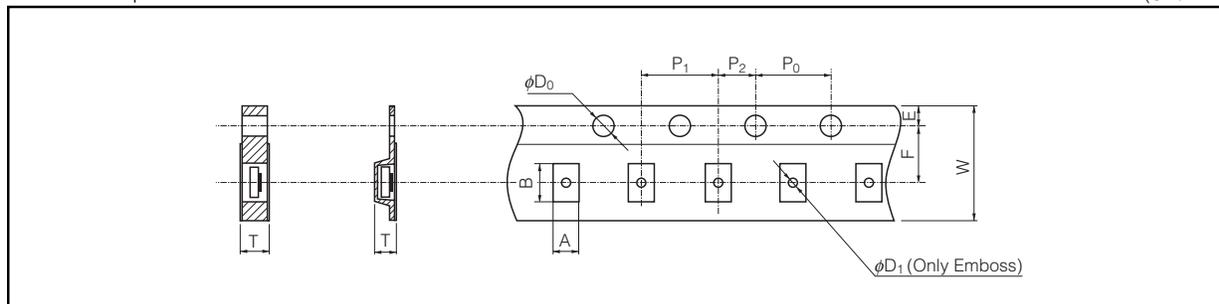 P₁
P₂
P₀
ϕD₀
E
F
W
B
A
T
T
ϕD₁ (Only Emboss)